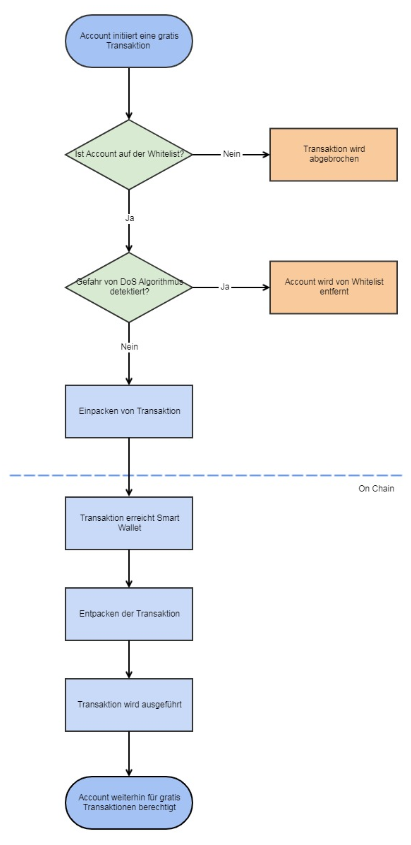 Account initiiert eine gratis
Transaktion
Ist Account auf der Whitelist?
Nein
Transaktion wird
abgebrochen
Ja
Gefahr von DoS Algorithmus
detektiert?
Ja
Account wird von Whitelist
entfernt
Nein
Einpacken von Transaktion
On Chain
Transaktion erreicht Smart
Wallet
Entpacken der Transaktion
Transaktion wird ausgeführt
Account weiterhin für gratis
Transaktionen berechtigt